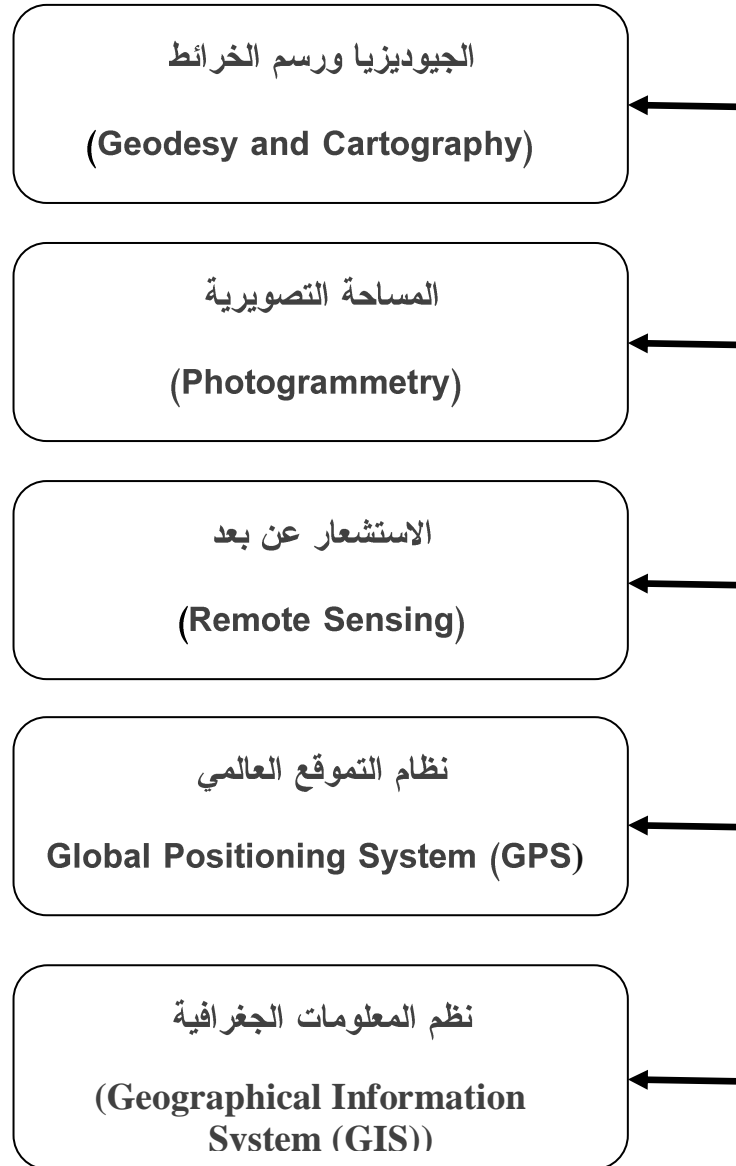 الجيوديزيا ورسم الخرائط
(Geodesy and Cartography)
المساحة التصويرية
(Photogrammetry)
الاستشعار عن بعد
(Remote Sensing)
نظام التموقع العالمي
Global Positioning System (GPS)
نظم المعلومات الجغرافية
(Geographical Information
System (GIS))